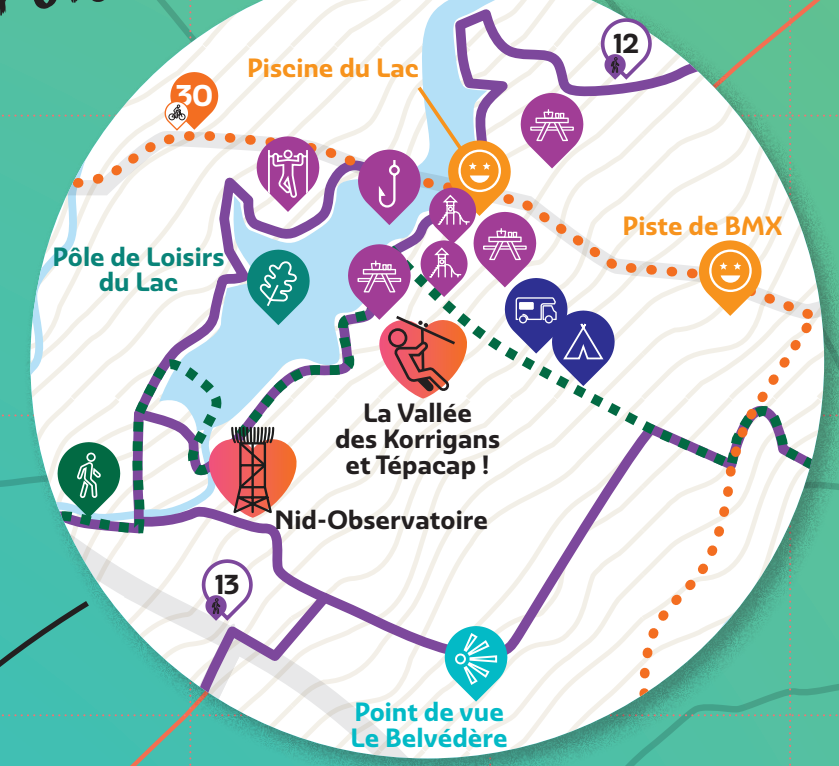 12
Piscine du Lac
30
Piste de BMX
Pôle de Loisirs
du Lac
La Vallée
des Korrigans
et Tépacap !
Nid-Observatoire
13
Point de vue
Le Belvédère